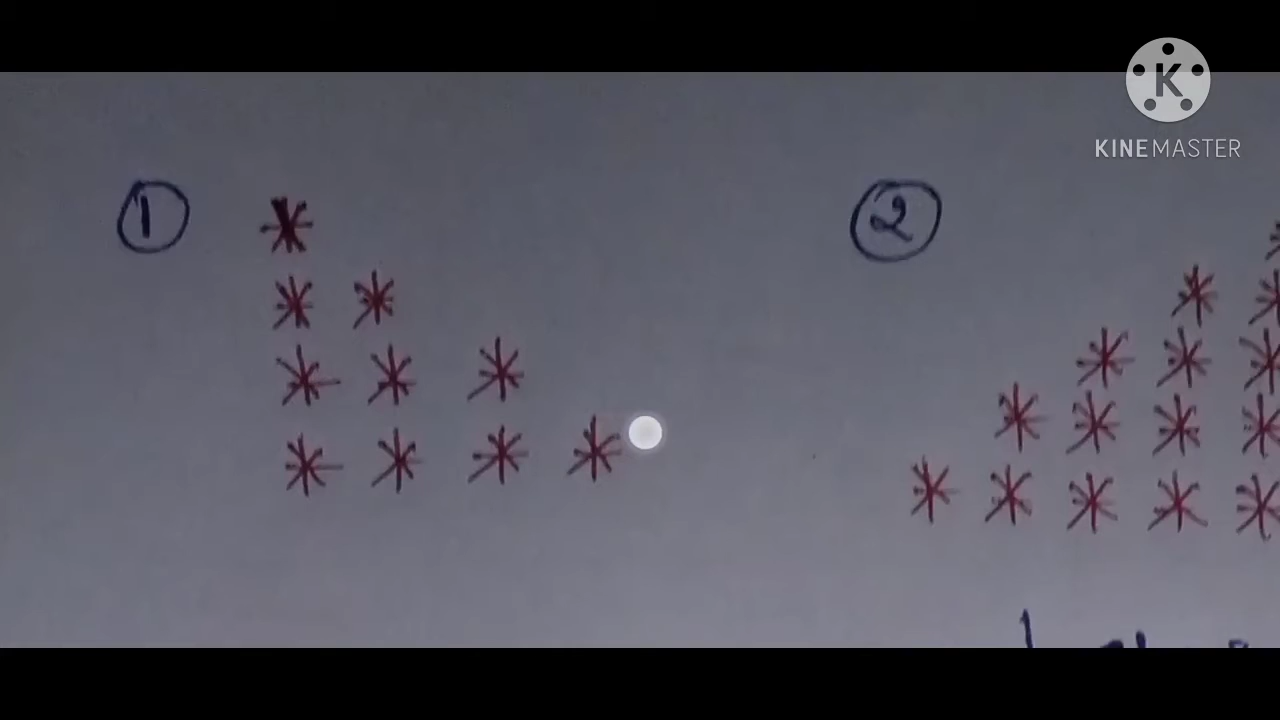 K
KINEMASTER
① *
* *
* * *
* * * *
②
*
* *
* * *
* * * *
* * * * *